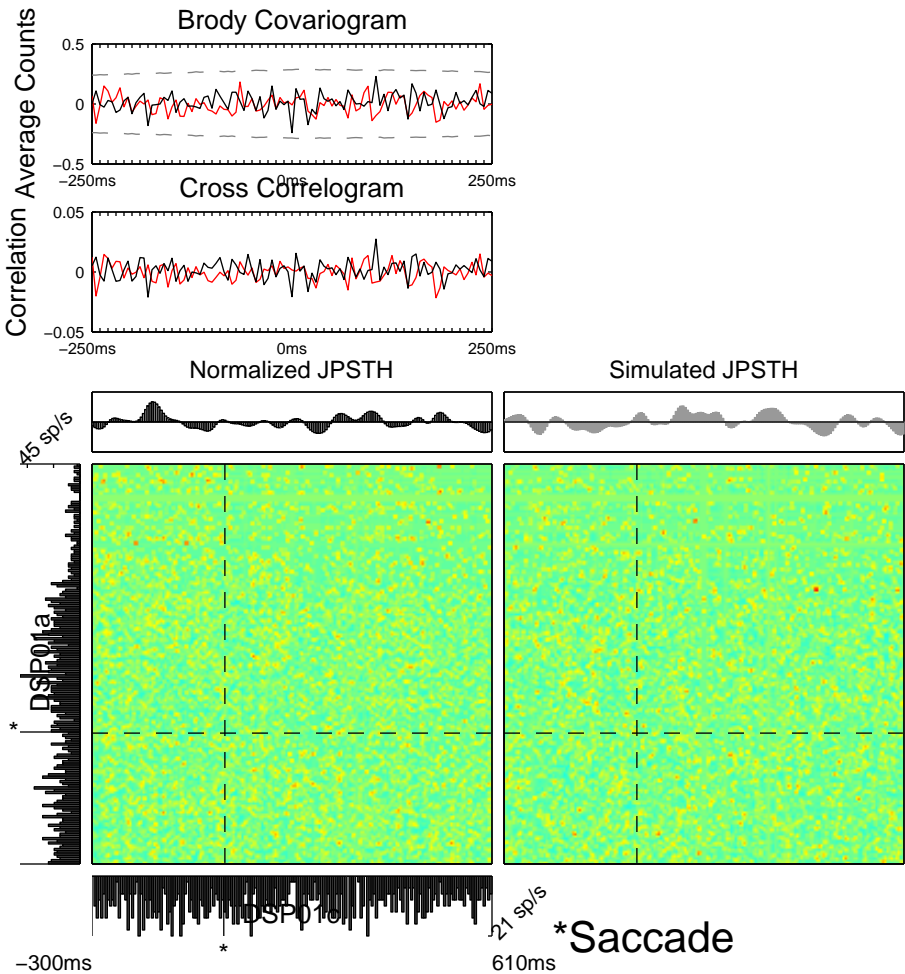 Brody Covariogram
Average Counts
0.5
0
−0.5
−250ms
0ms
250ms
Cross Correlogram
Correlation
0.05
0
−0.05
−250ms
0ms
250ms
Normalized JPSTH
Simulated JPSTH
45 sp/s
DSP01a
*
DSP01c
*
21 sp/s
*Saccade
−300ms
610ms